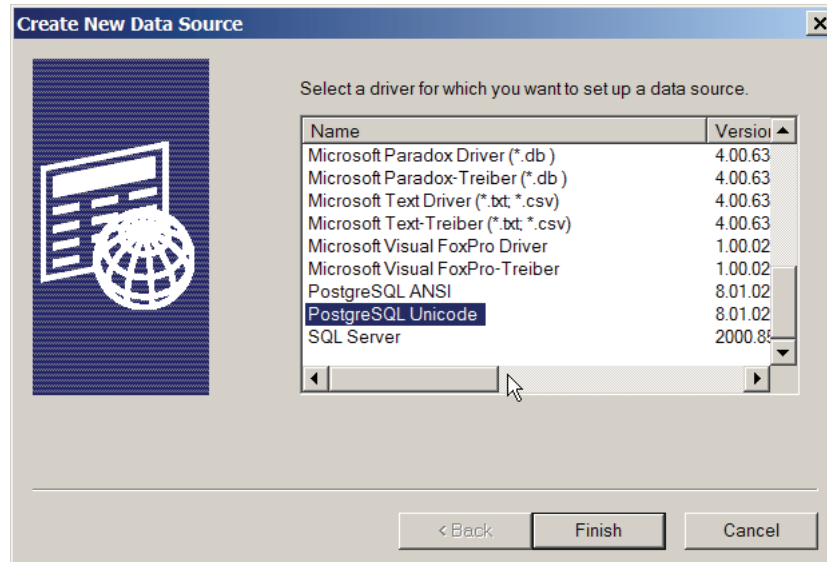 Create New Data Source
Select a driver for which you want to set up a data source.
Name Version
Microsoft Paradox Driver (*.db ) 4.00.63
Microsoft Paradox-Treiber (*.db ) 4.00.63
Microsoft Text Driver (*.txt; *.csv) 4.00.63
Microsoft Text-Treiber (*.txt; *.csv) 4.00.63
Microsoft Visual FoxPro Driver 1.00.02
Microsoft Visual FoxPro-Treiber 1.00.02
PostgreSQL ANSI 8.01.02
PostgreSQL Unicode 8.01.02
SQL Server 2000.85
< Back Finish Cancel